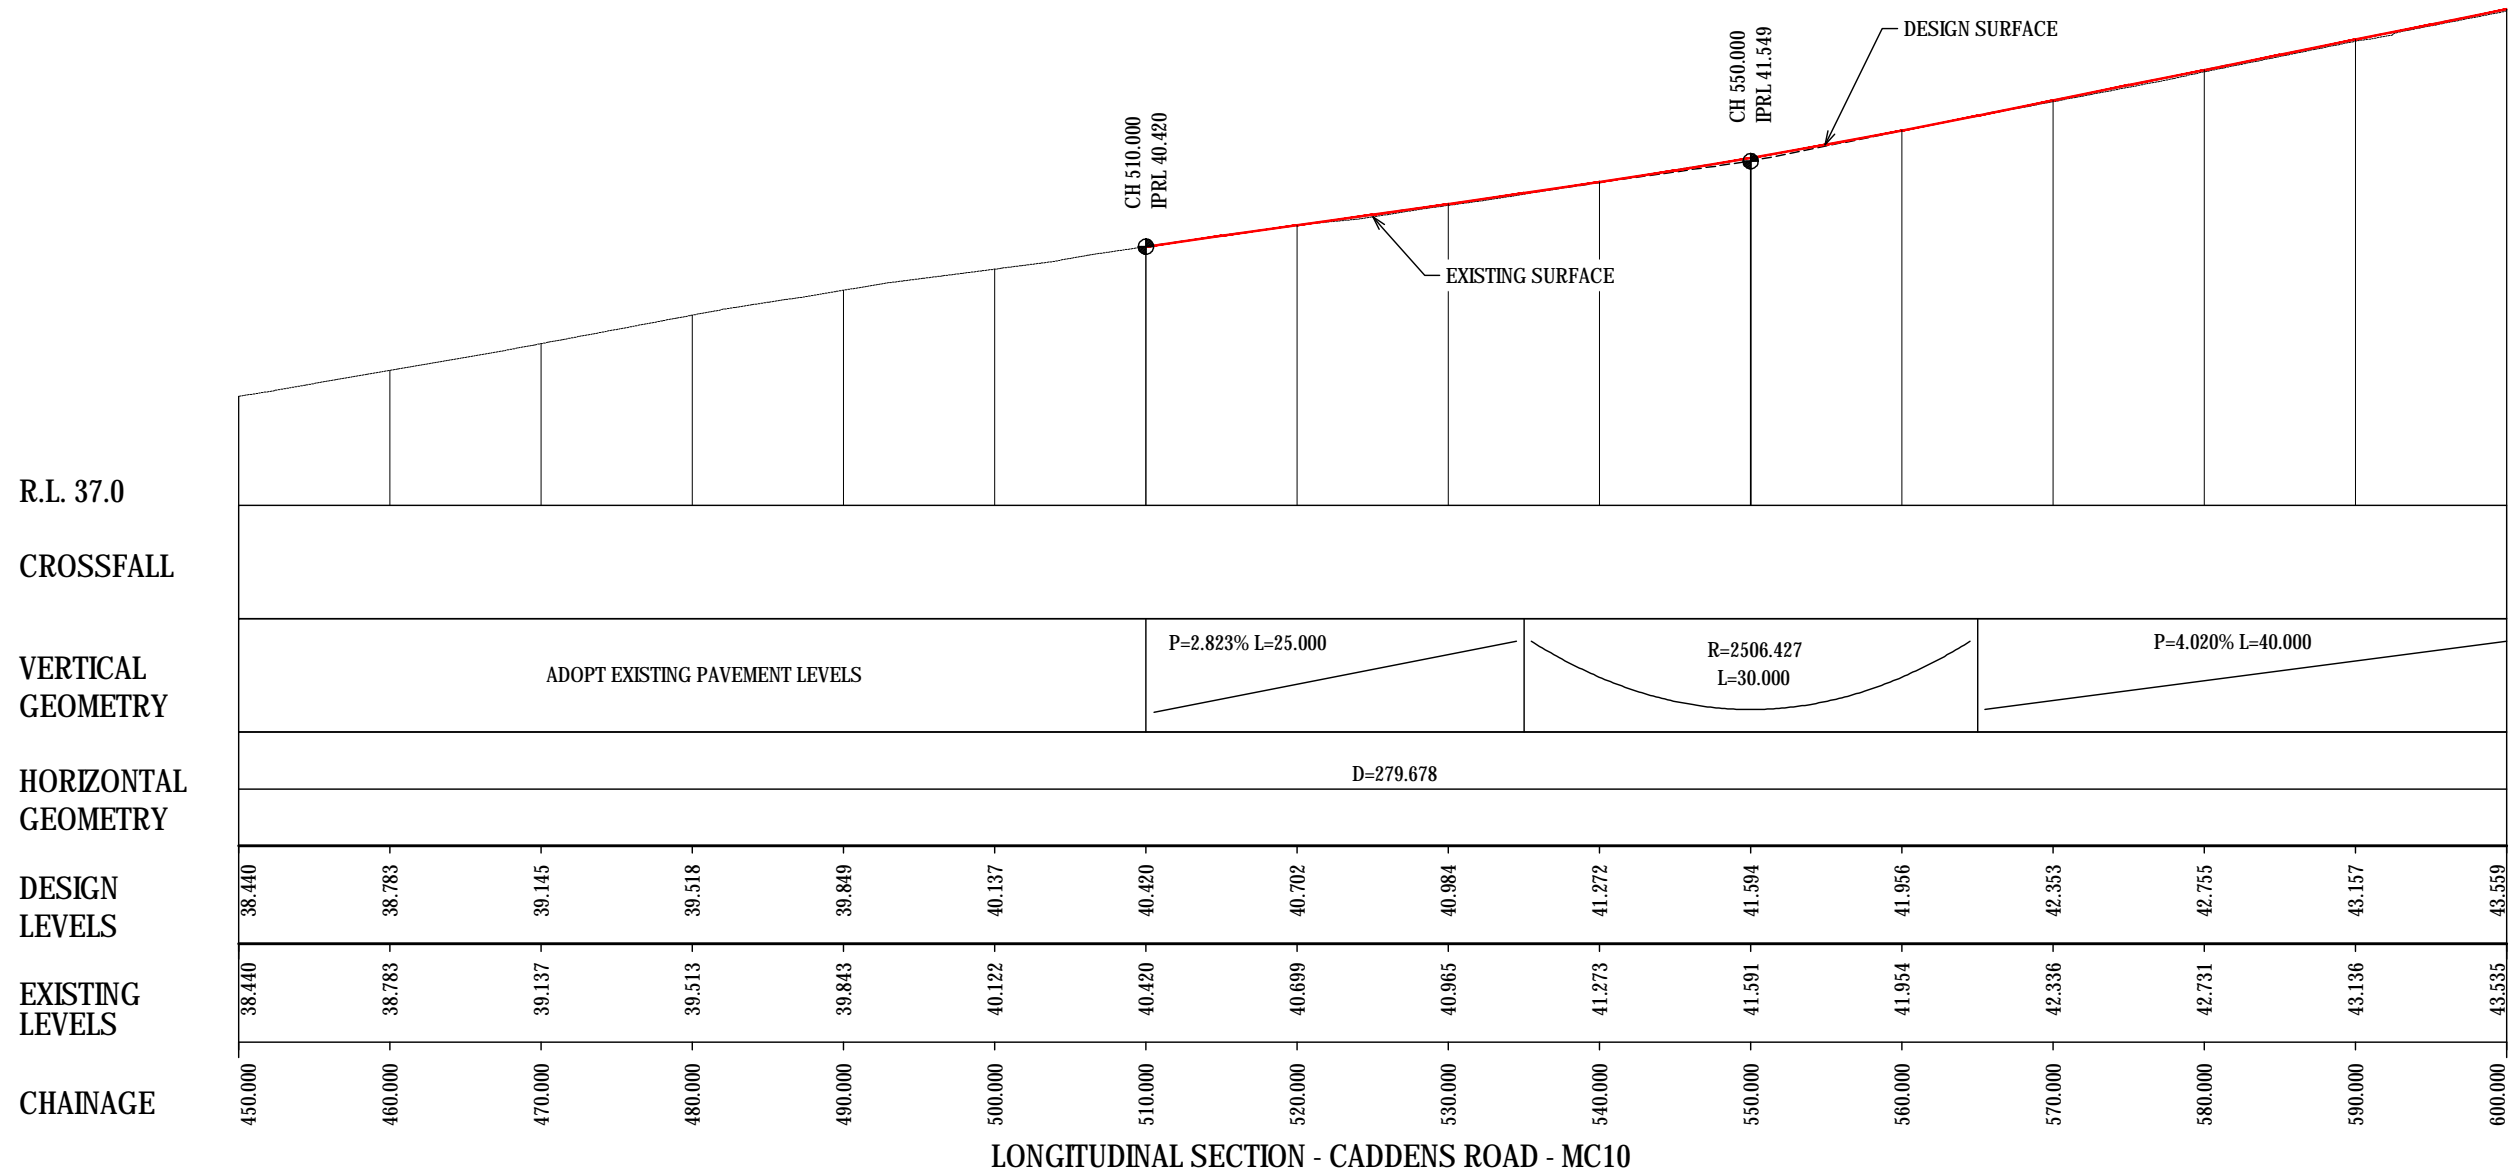 CH 510.000
IPRL 40.420
CH 550.000
IPRL 41.549
DESIGN SURFACE
EXISTING SURFACE
R.L. 37.0
CROSSFALL
VERTICAL
GEOMETRY
ADOPT EXISTING PAVEMENT LEVELS
P=2.823% L=25.000
R=2506.427
L=30.000
P=4.020% L=40.000
HORIZONTAL
GEOMETRY
D=279.678
DESIGN
LEVELS
38.440
38.783
39.145
39.518
39.849
40.137
40.420
40.702
40.984
41.272
41.594
41.956
42.353
42.755
43.157
43.559
EXISTING
LEVELS
38.440
38.783
39.137
39.513
39.843
40.122
40.420
40.699
40.965
41.273
41.591
41.954
42.336
42.731
43.136
43.535
CHAINAGE
450.000
460.000
470.000
480.000
490.000
500.000
510.000
520.000
530.000
540.000
550.000
560.000
570.000
580.000
590.000
600.000
LONGITUDINAL SECTION - CADDENS ROAD - MC10